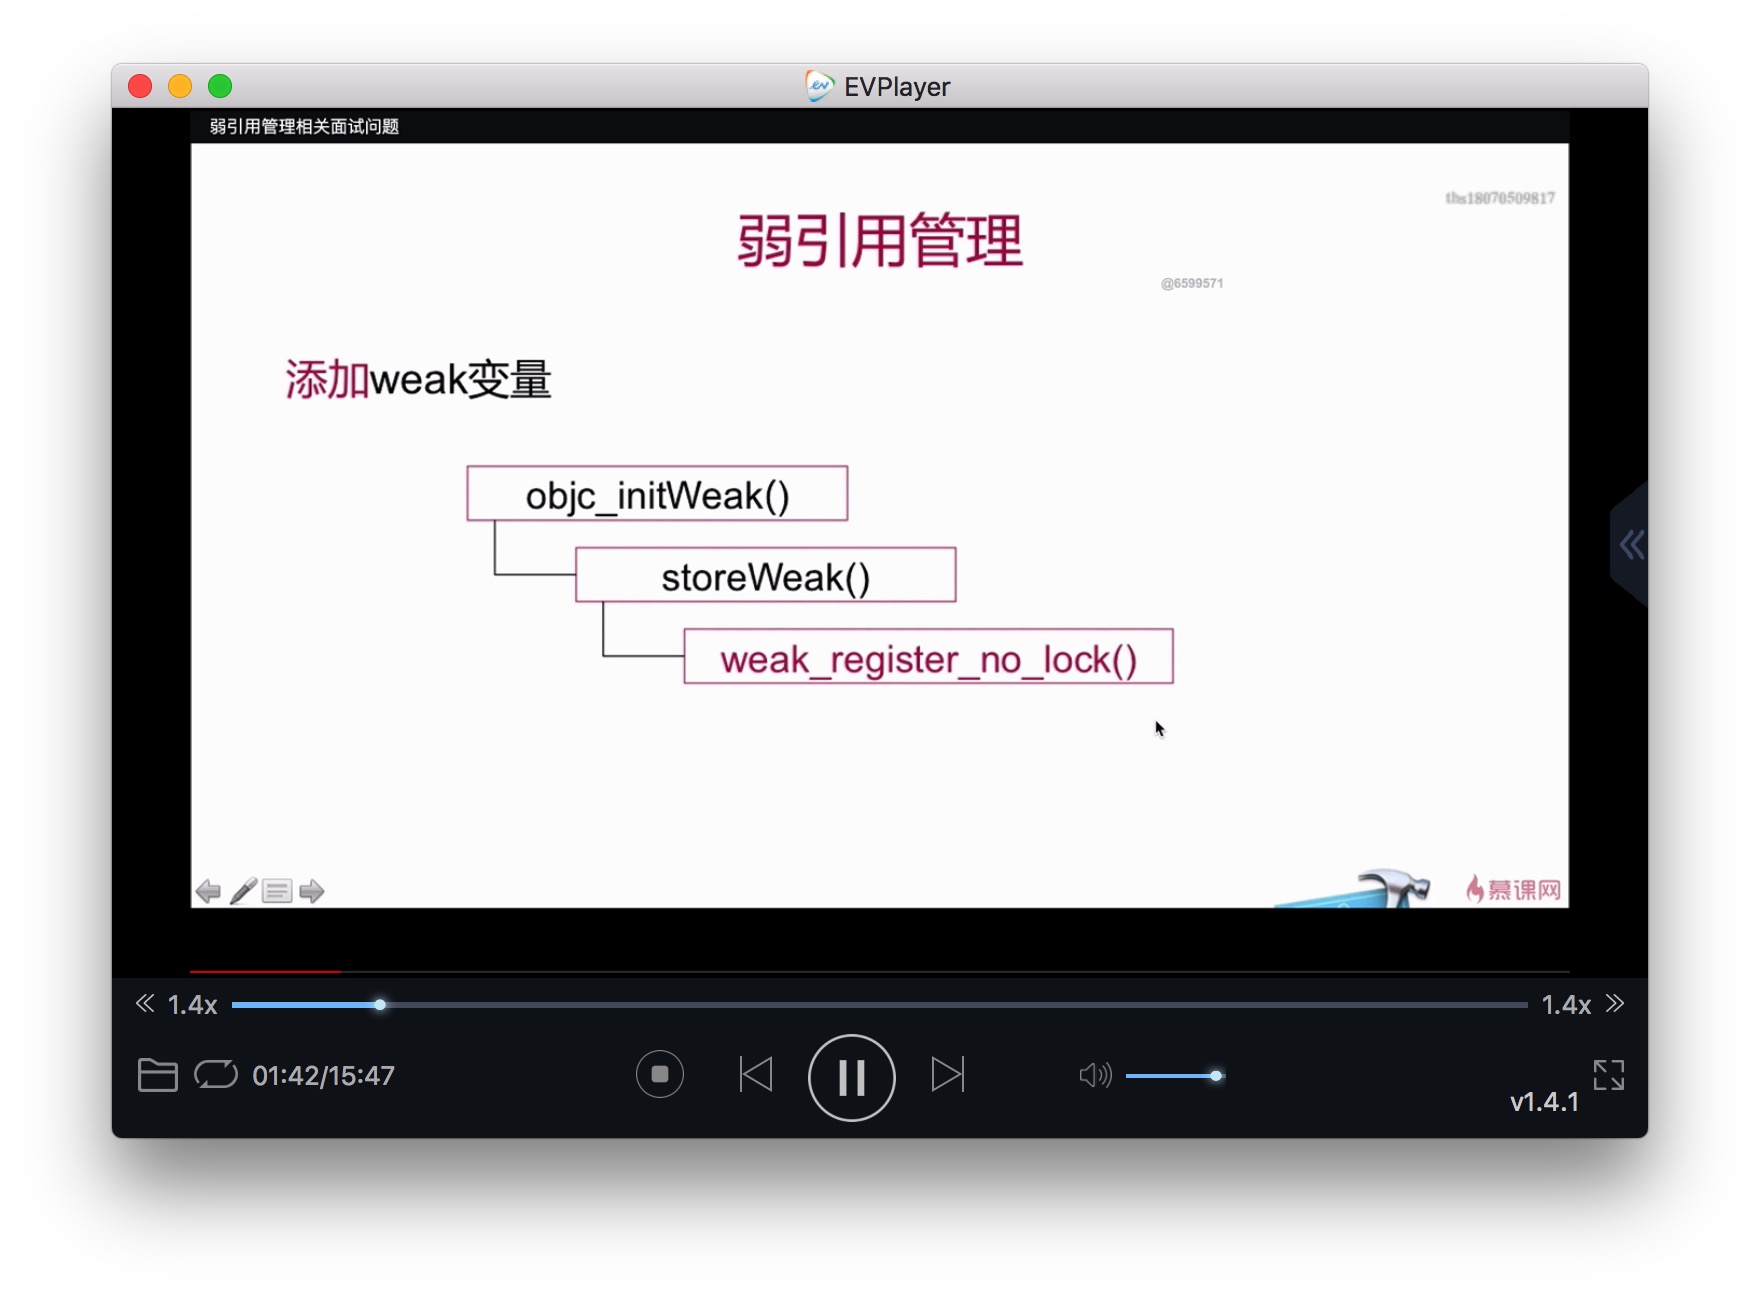 EVPlayer
弱引用管理相关面试问题
ths18070509817
弱引用管理
@6599571
添加weak变量
objc_initWeak()
storeWeak()
weak_register_no_lock()
慕课网
1.4x
1.4x
01:42/15:47
v1.4.1